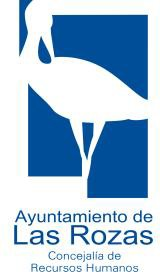 Ayuntamiento de
Las Rozas
Concejalía de
Recursos Humanos